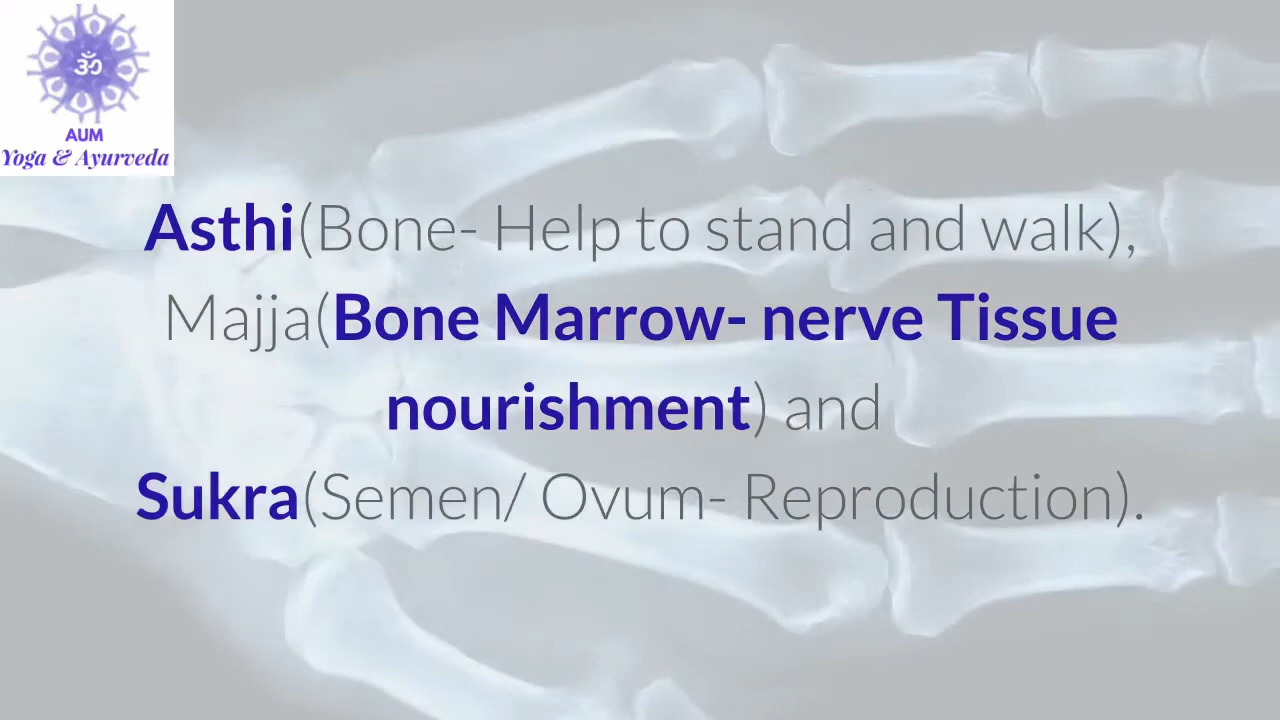 ॐ
AUM
Yoga & Ayurveda
Asthi(Bone- Help to stand and walk),
Majja(Bone Marrow- nerve Tissue
nourishment) and
Sukra(Semen/ Ovum- Reproduction).